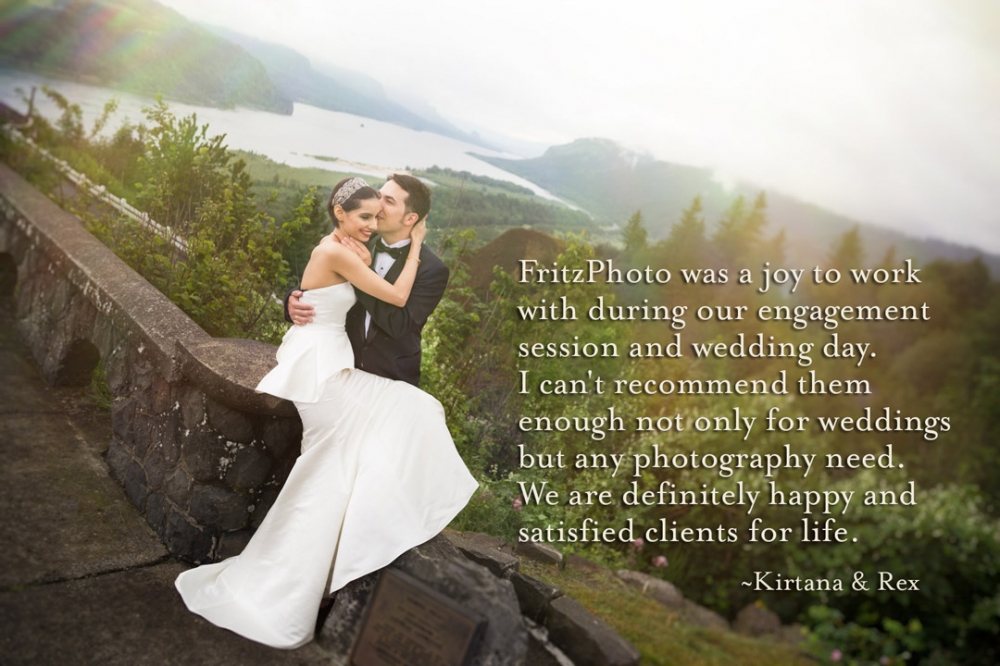 FritzPhoto was a joy to work
with during our engagement
session and wedding day.
I can't recommend them
enough not only for weddings
but any photography need.
We are definitely happy and
satisfied clients for life.
~Kirtana & Rex